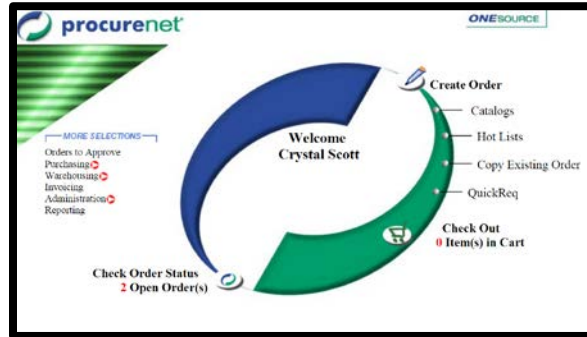 procurenet
ONESOURCE
Create Order
Catalogs
Hot Lists
Copy Existing Order
QuickReq
Welcome
Crystal Scott
MORE SELECTIONS
Orders to Approve
Purchasing
Warehousing
Invoicing
Administration
Reporting
Check Out
0 Item(s) in Cart
Check Order Status
2 Open Order(s)